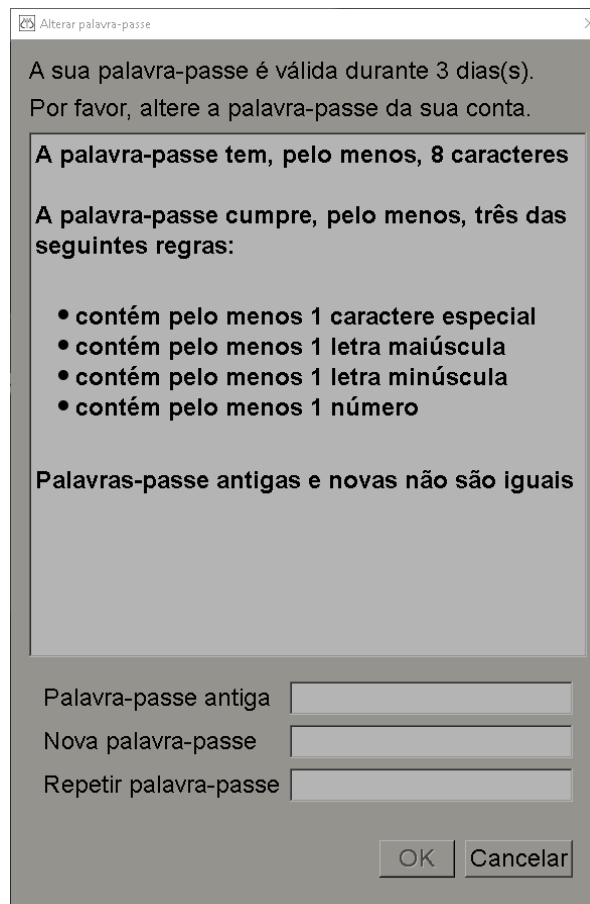 Alterar palavra-passe
A sua palavra-passe é válida durante 3 dias(s).
Por favor, altere a palavra-passe da sua conta.
A palavra-passe tem, pelo menos, 8 caracteres
A palavra-passe cumpre, pelo menos, três das
seguintes regras:
• contém pelo menos 1 caractere especial
• contém pelo menos 1 letra maiúscula
• contém pelo menos 1 letra minúscula
• contém pelo menos 1 número
Palavras-passe antigas e novas não são iguais
Palavra-passe antiga
Nova palavra-passe
Repetir palavra-passe
OK Cancelar